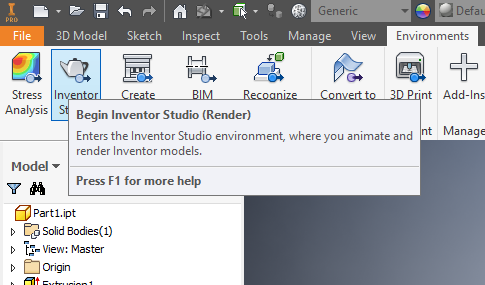 I
PRO
Generic
Defau
File
3D Model
Sketch
Inspect
Tools
Manage
View
Environments
Stress
Analysis
Inventor
St
Create
BIM
Recognize
Convert to
3D Print
Add-Ins
Begin Inventor Studio (Render)
Enters the Inventor Studio environment, where you animate and
render Inventor models.
Press F1 for more help
nt
Manage
Model
Part1.ipt
Solid Bodies(1)
View: Master
Origin
Extrusion1